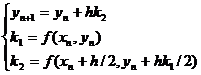 y_{n+1} = y_n + hk_2
k_1 = f(x_n, y_n)
k_2 = f(x_n + h/2, y_n + hk_1/2)